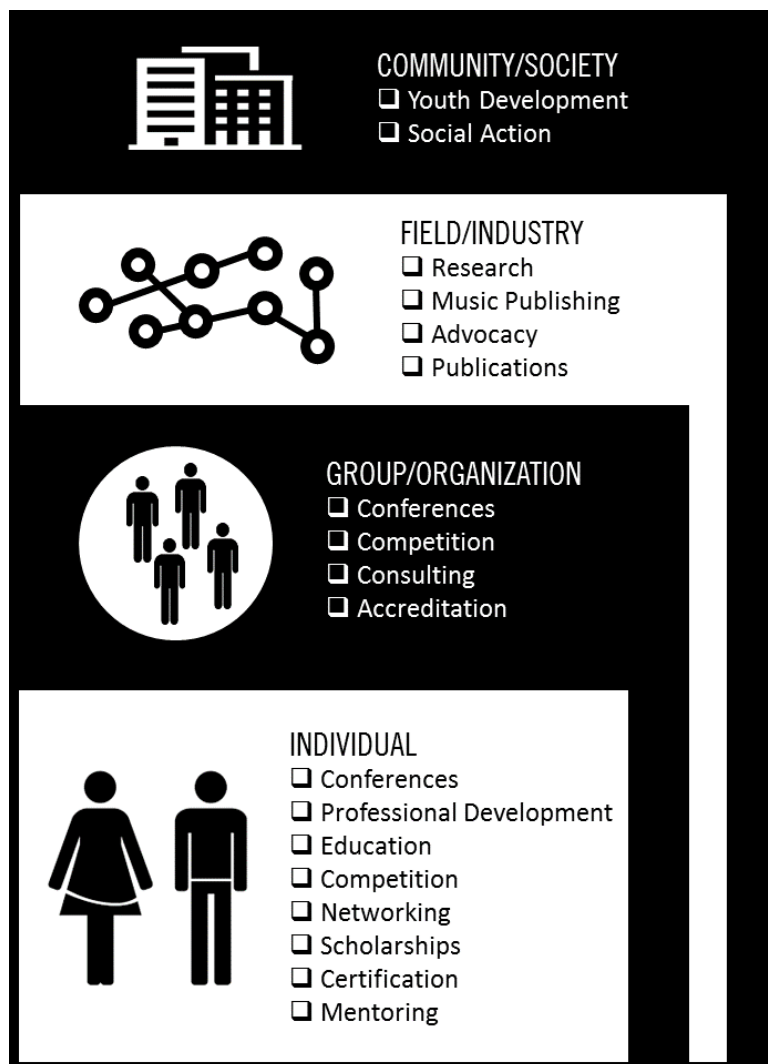 COMMUNITY/SOCIETY
❑ Youth Development
❑ Social Action
FIELD/INDUSTRY
❑ Research
❑ Music Publishing
❑ Advocacy
❑ Publications
GROUP/ORGANIZATION
❑ Conferences
❑ Competition
❑ Consulting
❑ Accreditation
INDIVIDUAL
❑ Conferences
❑ Professional Development
❑ Education
❑ Competition
❑ Networking
❑ Scholarships
❑ Certification
❑ Mentoring